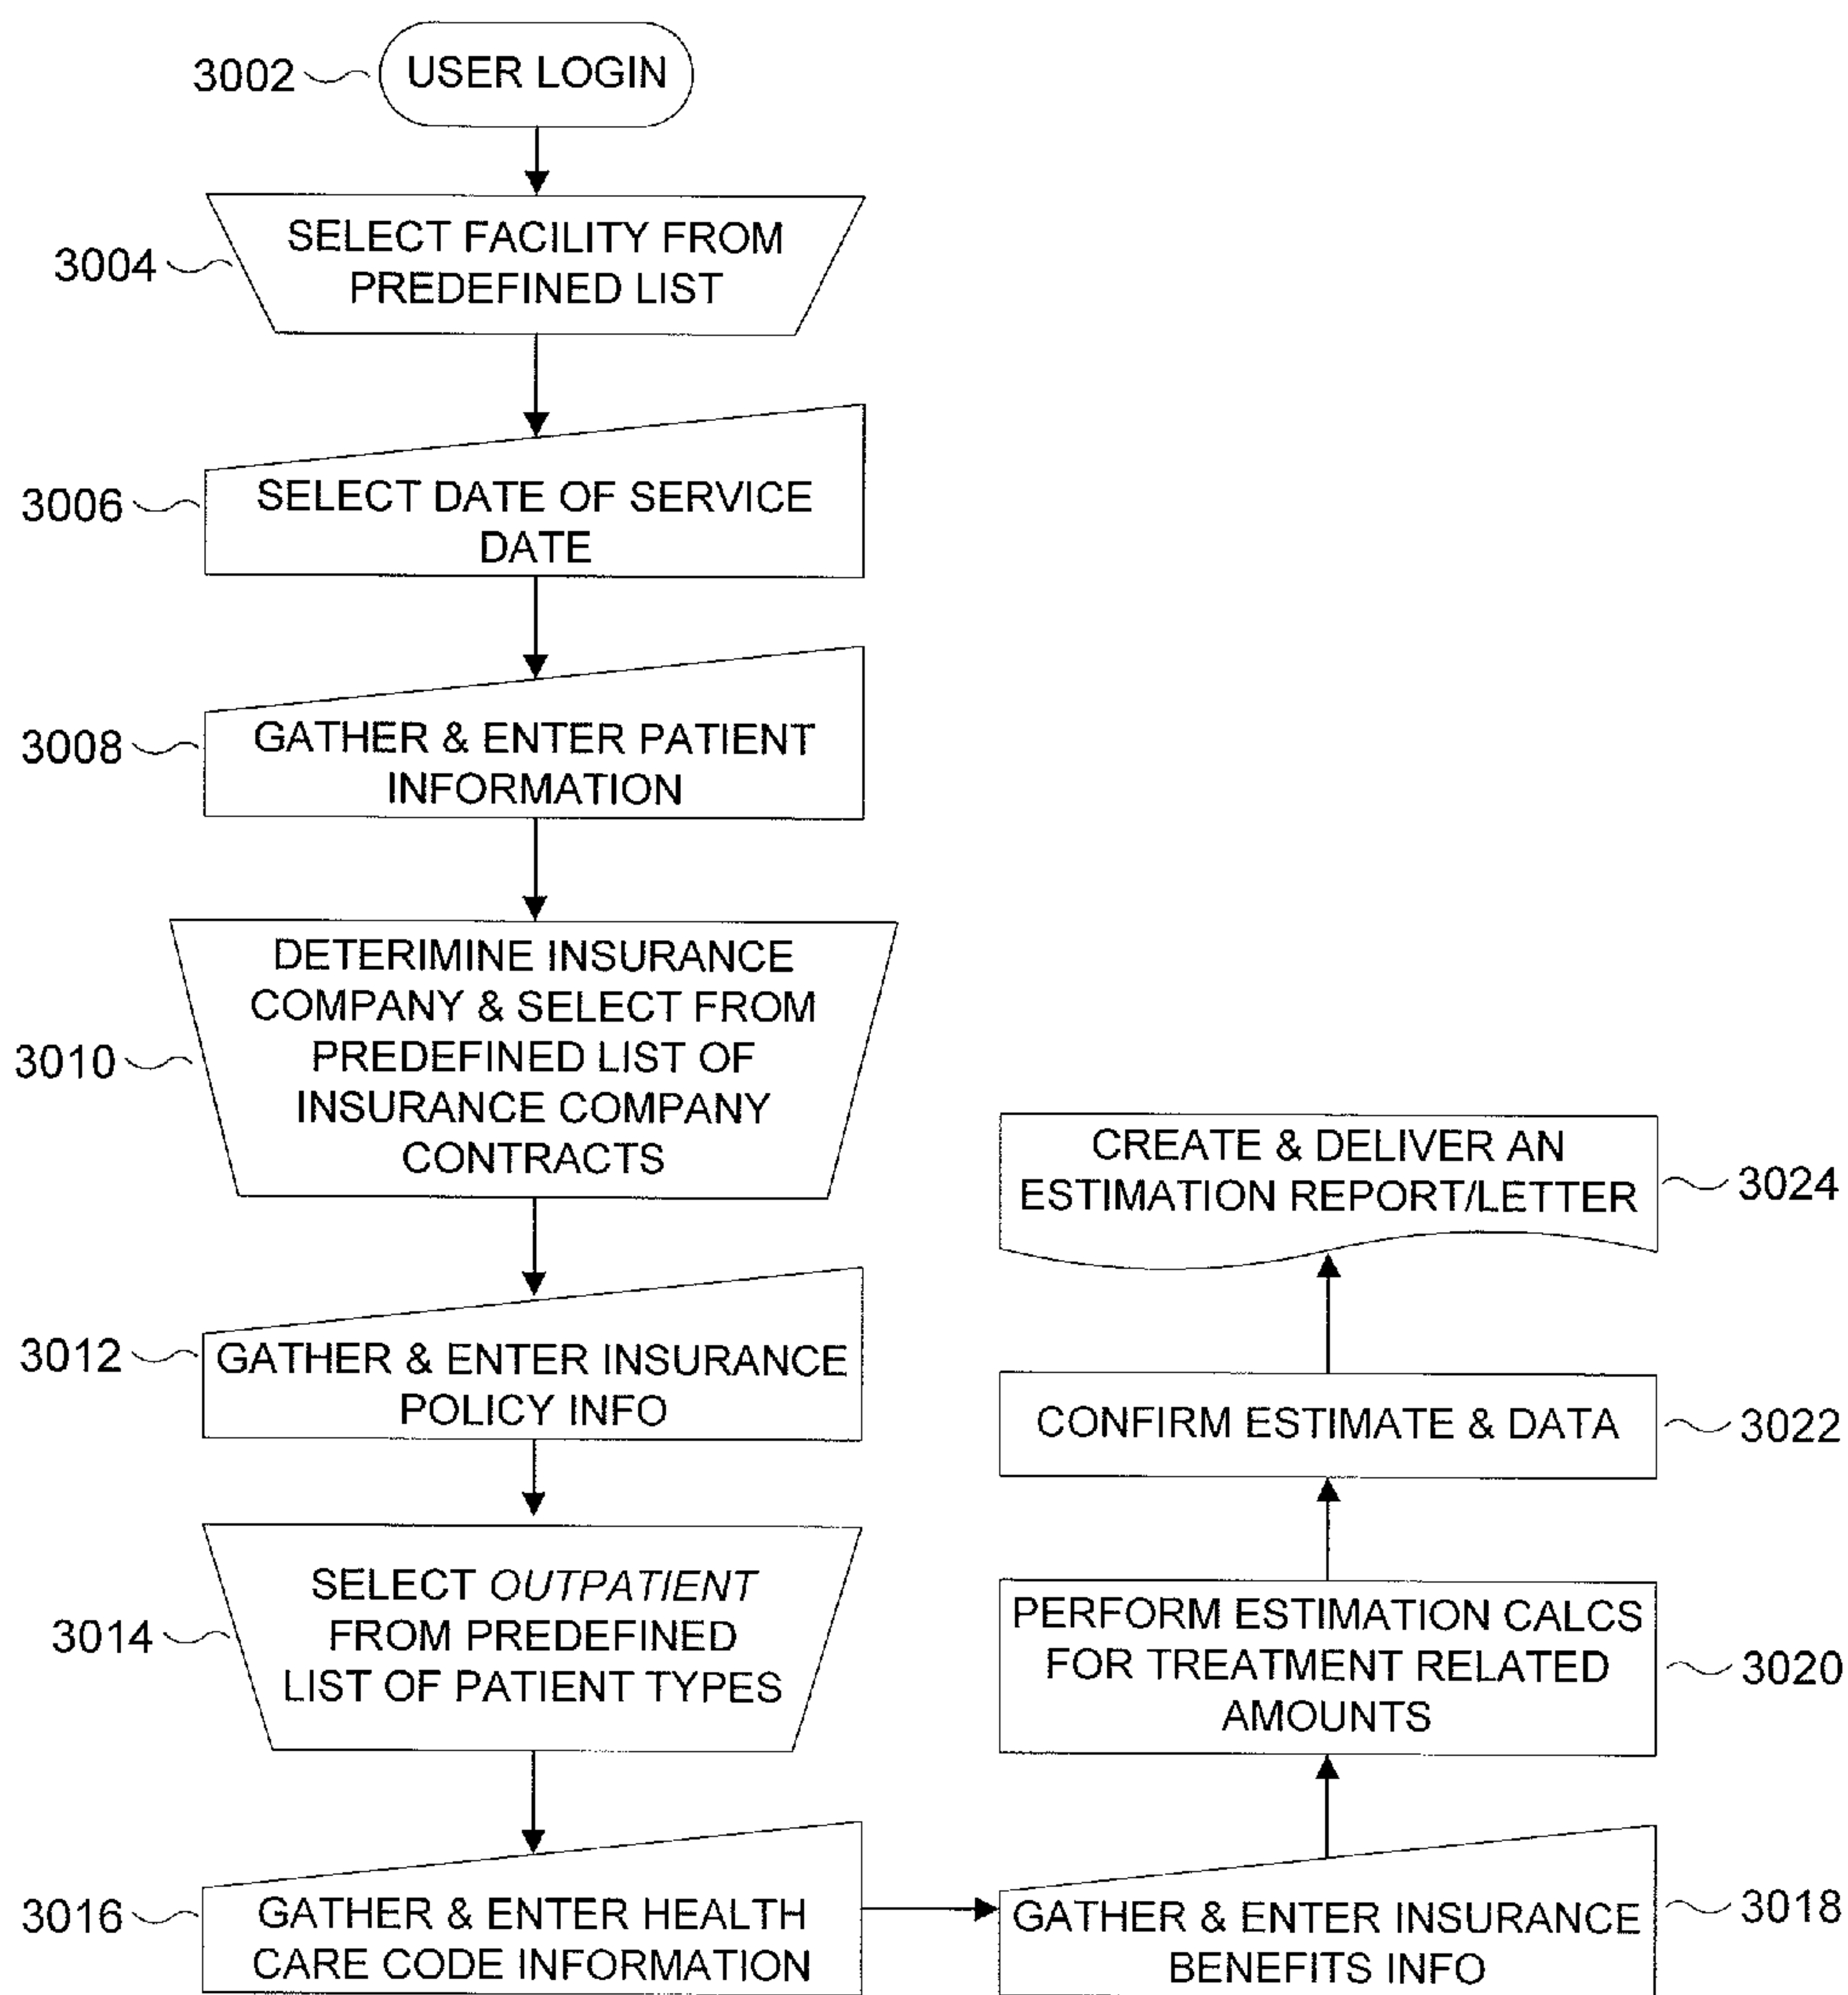 3002
USER LOGIN
3004
SELECT FACILITY FROM
PREDEFINED LIST
3006
SELECT DATE OF SERVICE
DATE
3008
GATHER & ENTER PATIENT
INFORMATION
3010
DETERIMINE INSURANCE
COMPANY & SELECT FROM
PREDEFINED LIST OF
INSURANCE COMPANY
CONTRACTS
3012
GATHER & ENTER INSURANCE
POLICY INFO
3014
SELECT OUTPATIENT
FROM PREDEFINED
LIST OF PATIENT TYPES
3016
GATHER & ENTER HEALTH
CARE CODE INFORMATION
GATHER & ENTER INSURANCE
BENEFITS INFO
3018
PERFORM ESTIMATION CALCS
FOR TREATMENT RELATED
AMOUNTS
3020
CONFIRM ESTIMATE & DATA
3022
CREATE & DELIVER AN
ESTIMATION REPORT/LETTER
3024